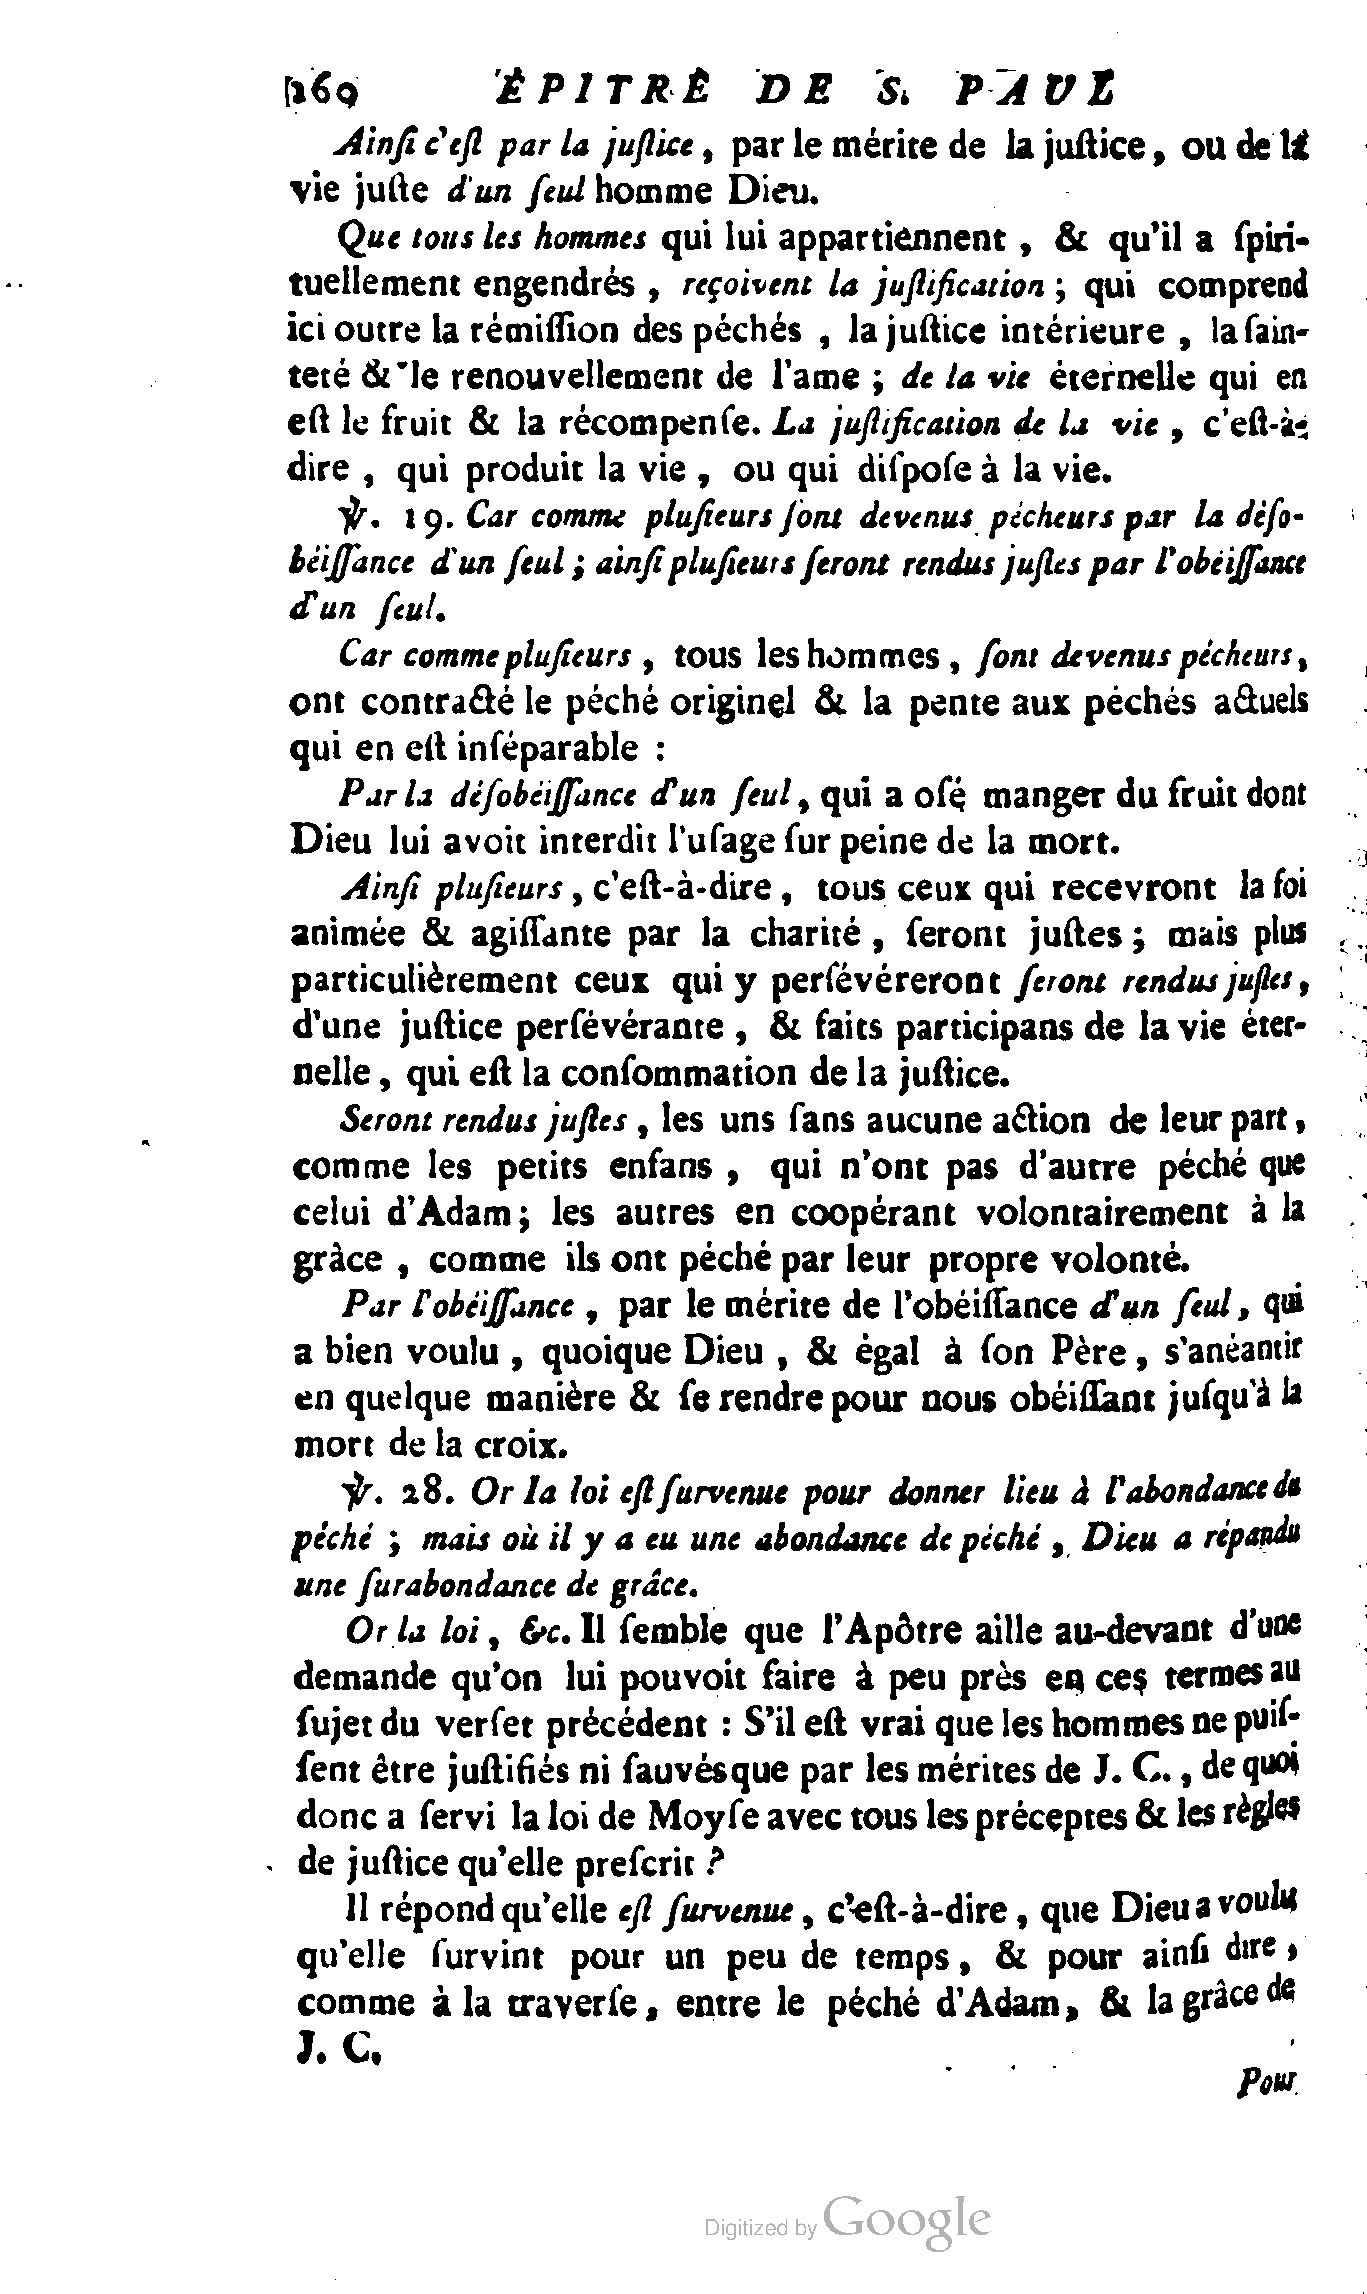 160 ÉPITRE DE S. PAUL
Ainſi c'eſt par la juſtice, par le mérite de la juſtice, ou de la
vie juſte d'un ſeul homme Dieu.
Que tous les hommes qui lui appartiennent, & qu'il a ſpiri-
tuellement engendrés, reçoivent la juſtification; qui comprend
ici outre la rémiſſion des péchés, la juſtice intérieure, la ſain-
teté & le renouvellement de l'ame; de la vie éternelle qui en
eſt le fruit & la récompenſe. La juſtification de la vie, c'eſt-à-
dire, qui produit la vie, ou qui diſpoſe à la vie.
℣. 19. Car comme pluſieurs ſont devenus pécheurs par la déſo-
béiſſance d'un ſeul; ainſi pluſieurs ſeront rendus juſtes par l'obéiſſance
d'un ſeul.
Car comme pluſieurs, tous les hommes, ſont devenus pécheurs,
ont contracté le péché originel & la pente aux péchés actuels
qui en eſt inſéparable :
Par la déſobéiſſance d'un ſeul, qui a oſé manger du fruit dont
Dieu lui avoit interdit l'uſage ſur peine de la mort.
Ainſi pluſieurs, c'eſt-à-dire, tous ceux qui recevront la foi
animée & agiſſante par la charité, ſeront juſtes; mais plus
particulièrement ceux qui y perſévéreront ſeront rendus juſtes,
d'une juſtice perſévérante, & faits participans de la vie éter-
nelle, qui eſt la conſommation de la juſtice.
Seront rendus juſtes, les uns ſans aucune action de leur part,
comme les petits enfans, qui n'ont pas d'autre péché que
celui d'Adam; les autres en coopérant volontairement à la
grâce, comme ils ont péché par leur propre volonté.
Par l'obéiſſance, par le mérite de l'obéiſſance d'un ſeul, qui
a bien voulu, quoique Dieu, & égal à ſon Père, s'anéantir
en quelque manière & ſe rendre pour nous obéiſſant juſqu'à la
mort de la croix.
℣. 28. Or la loi eſt ſurvenue pour donner lieu à l'abondance du
péché; mais où il y a eu une abondance de péché, Dieu a répandu
une ſurabondance de grâce.
Or la loi, &c. Il ſemble que l'Apôtre aille au-devant d'une
demande qu'on lui pouvoit faire à peu près en ces termes au
ſujet du verſet précédent : S'il eſt vrai que les hommes ne puiſ-
ſent être juſtifiés ni ſauvés que par les mérites de J. C., de quoi
donc a ſervi la loi de Moyſe avec tous les préceptes & les règles
de juſtice qu'elle preſcrit ?
Il répond qu'elle eſt ſurvenue, c'eſt-à-dire, que Dieu a voulu
qu'elle ſurvint pour un peu de temps, & pour ainſi dire,
comme à la traverſe, entre le péché d'Adam, & la grâce de
J. C.
Pour
Digitized by Google